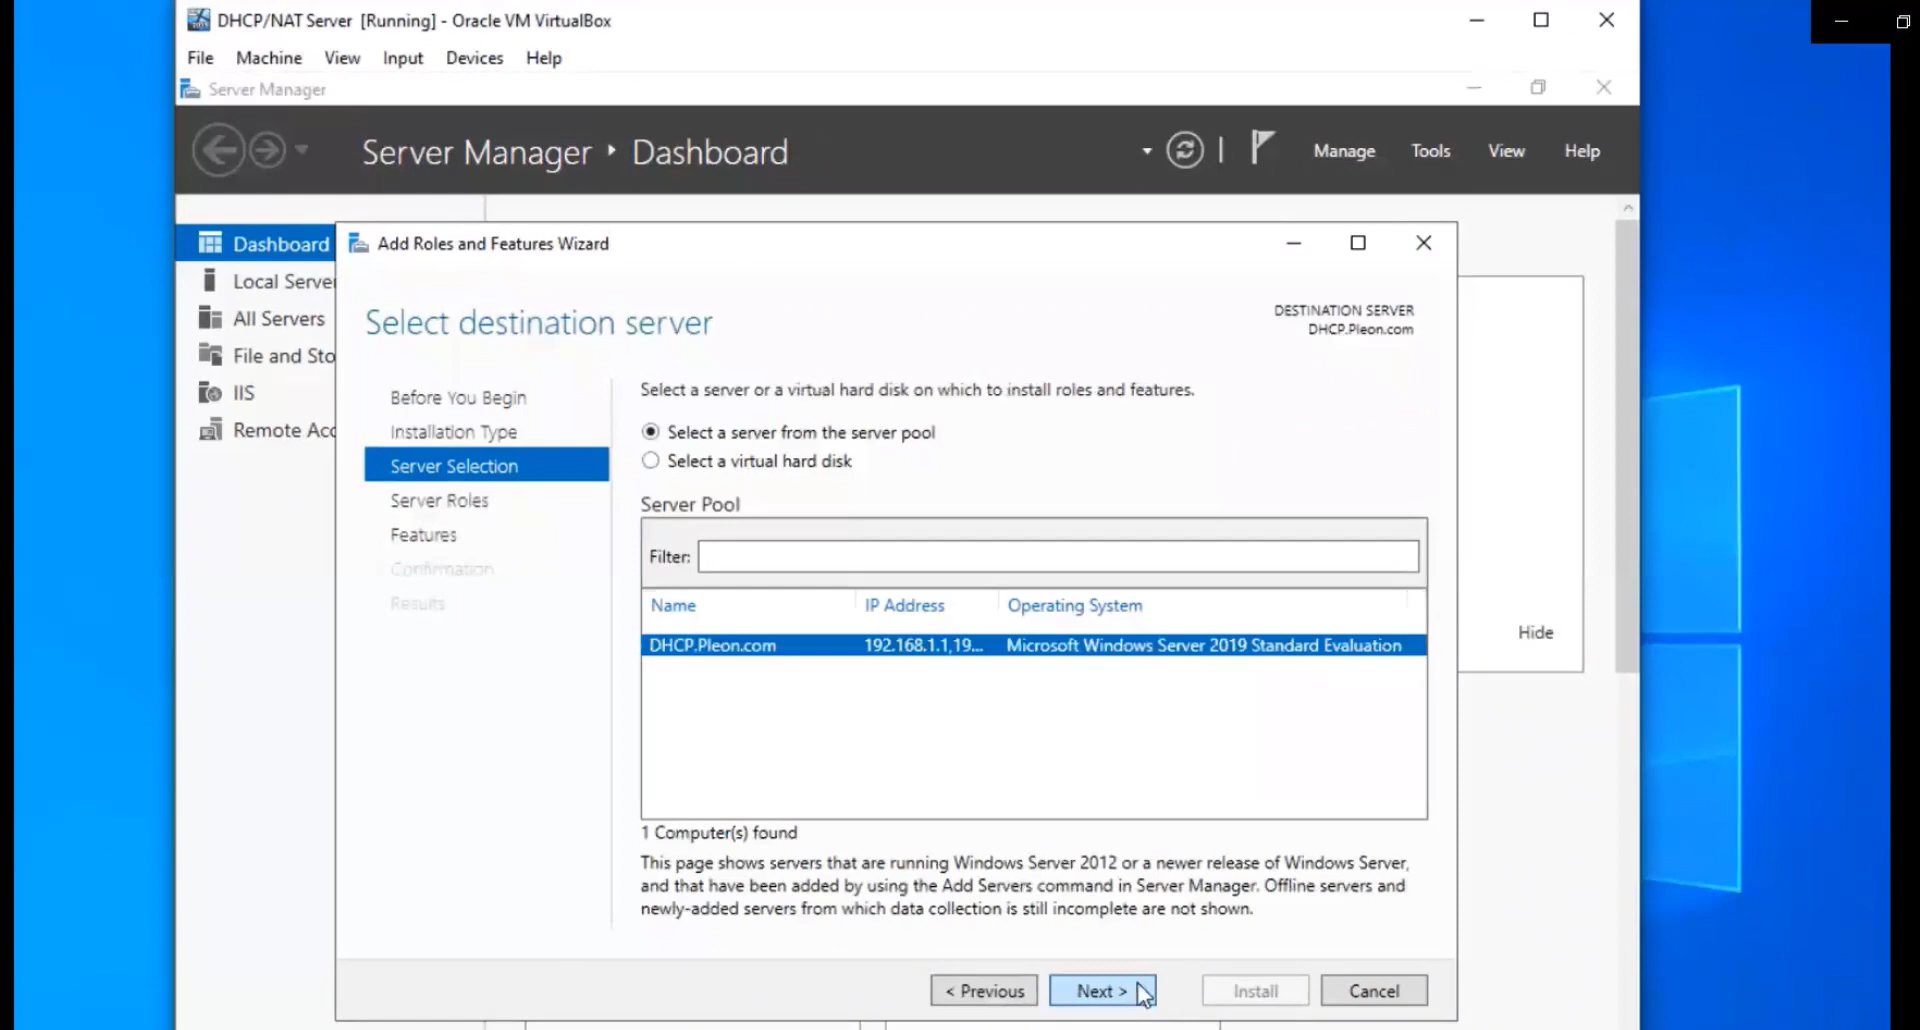 DHCP/NAT Server [Running] - Oracle VM VirtualBox
File Machine View Input Devices Help
Server Manager
Server Manager Dashboard
Manage Tools View Help
Dashboard
Local Server
All Servers
File and Sto
IIS
Remote Acc
Add Roles and Features Wizard
Select destination server
DESTINATION SERVER
DHCP.Pleon.com
Before You Begin
Installation Type
Server Selection
Server Roles
Features
Confirmation
Results
Select a server or a virtual hard disk on which to install roles and features.
Select a server from the server pool
Select a virtual hard disk
Server Pool
Filter:
Name IP Address Operating System
DHCP.Pleon.com 192.168.1.1,19... Microsoft Windows Server 2019 Standard Evaluation
1 Computer(s) found
This page shows servers that are running Windows Server 2012 or a newer release of Windows Server,
and that have been added by using the Add Servers command in Server Manager. Offline servers and
newly-added servers from which data collection is still incomplete are not shown.
Hide
< Previous Next > Install Cancel